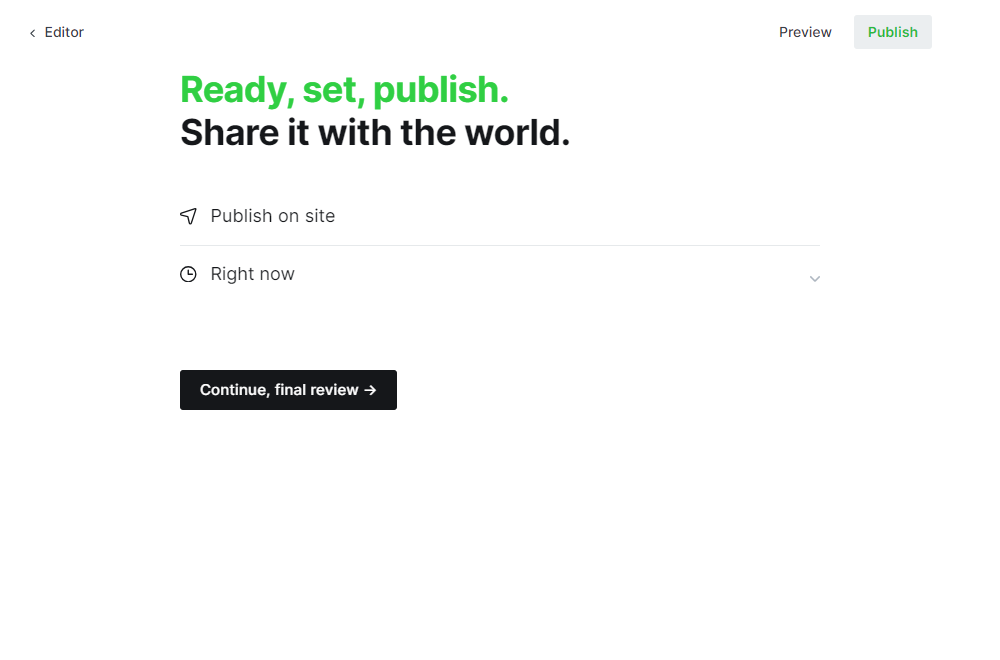 Editor
Preview
Publish
Ready, set, publish.
Share it with the world.
Publish on site
Right now
Continue, final review →